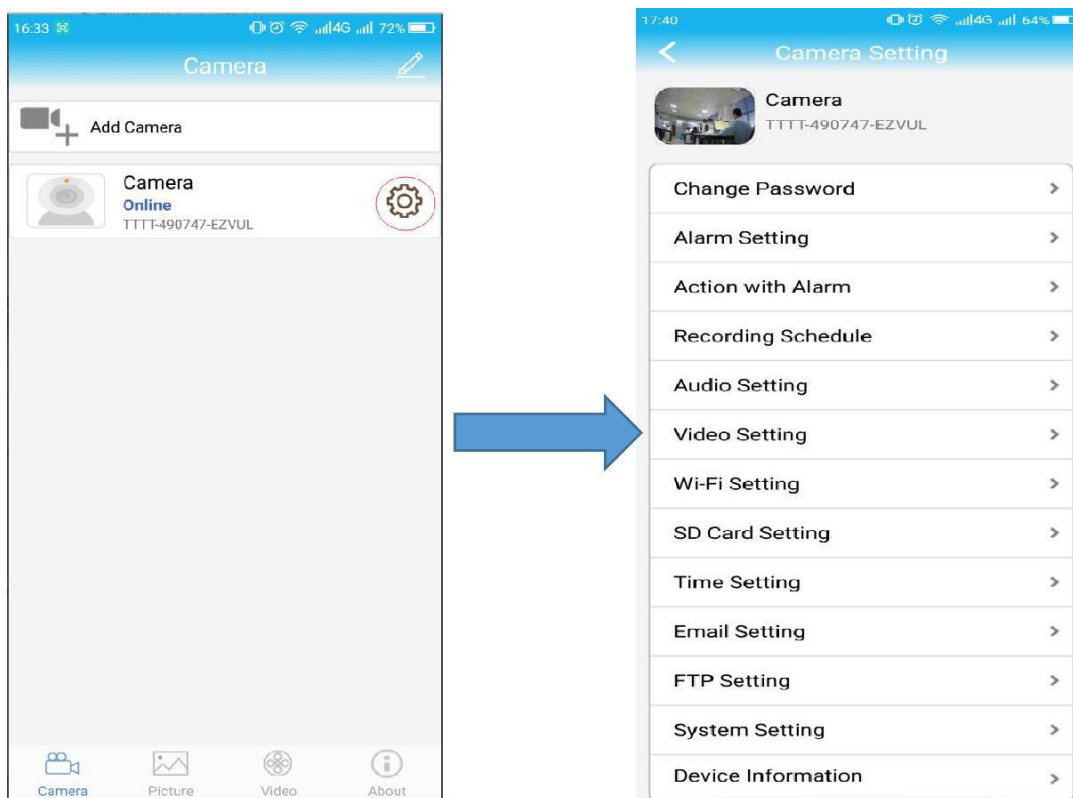 16:33 4G 72%
Camera
Add Camera
Camera
Online
TTTT-490747-EZVUL
Camera Picture Video About
17:40 4G 64%
Camera Setting
Camera
TTTT-490747-EZVUL
Change Password
Alarm Setting
Action with Alarm
Recording Schedule
Audio Setting
Video Setting
Wi-Fi Setting
SD Card Setting
Time Setting
Email Setting
FTP Setting
System Setting
Device Information